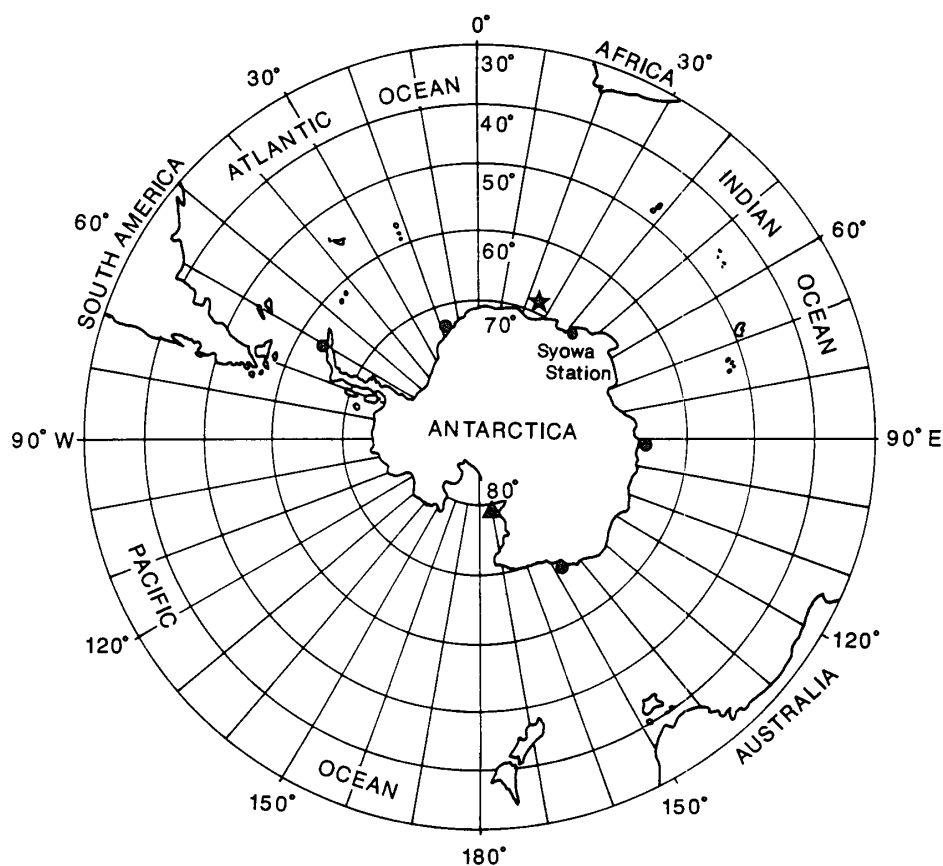 0°
30°
AFRICA
30°
OCEAN
30°
ATLANTIC
40°
INDIAN
50°
SOUTH AMERICA
60°
60°
60°
OCEAN
70°
Syowa
Station
90° W
ANTARCTICA
90° E
80°
PACIFIC
120°
120°
AUSTRALIA
OCEAN
150°
150°
180°